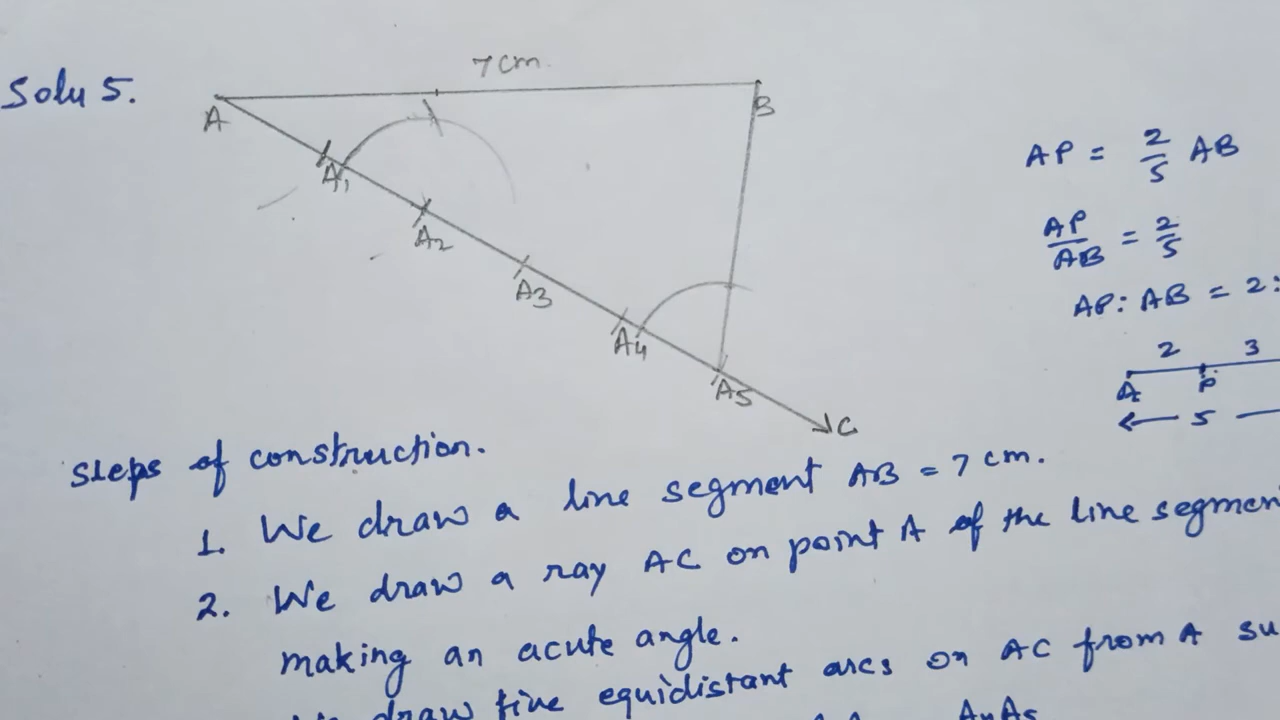 Solu 5.
7 cm.
A
B
A1
A2
A3
A4
A5
C
AP = 2/5 AB
AP/AB = 2/5
AP : AB = 2 :
2 3
A P
5
Steps of construction.
1. We draw a line segment AB = 7 cm.
2. We draw a ray AC on point A of the line segmen
making an acute angle.
draw five equidistant arcs on AC from A su